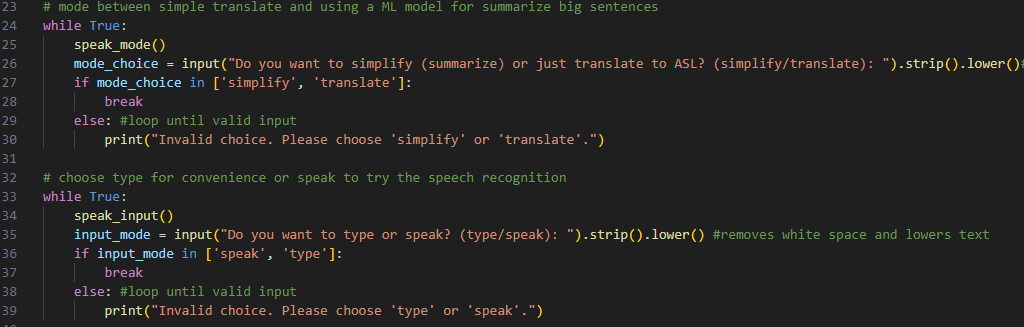 23 # mode between simple translate and using a ML model for summarize big sentences
24 while True:
25     speak_mode()
26     mode_choice = input("Do you want to simplify (summarize) or just translate to ASL? (simplify/translate): ").strip().lower()#
27     if mode_choice in ['simplify', 'translate']:
28         break
29     else: #loop until valid input
30         print("Invalid choice. Please choose 'simplify' or 'translate'.")
31
32 # choose type for convenience or speak to try the speech recognition
33 while True:
34     speak_input()
35     input_mode = input("Do you want to type or speak? (type/speak): ").strip().lower() #removes white space and lowers text
36     if input_mode in ['speak', 'type']:
37         break
38     else: #loop until valid input
39         print("Invalid choice. Please choose 'type' or 'speak'.")